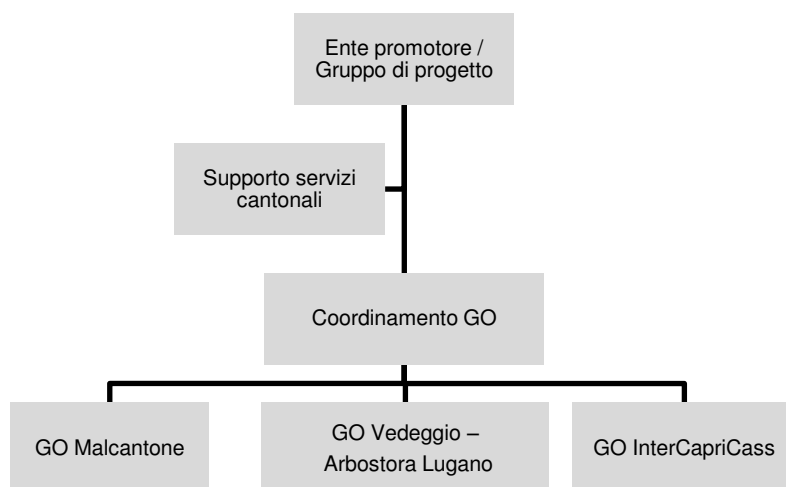 Ente promotore /
Gruppo di progetto
Supporto servizi
cantonali
Coordinamento GO
GO Malcantone
GO Vedeggio –
Arbostora Lugano
GO InterCapriCass